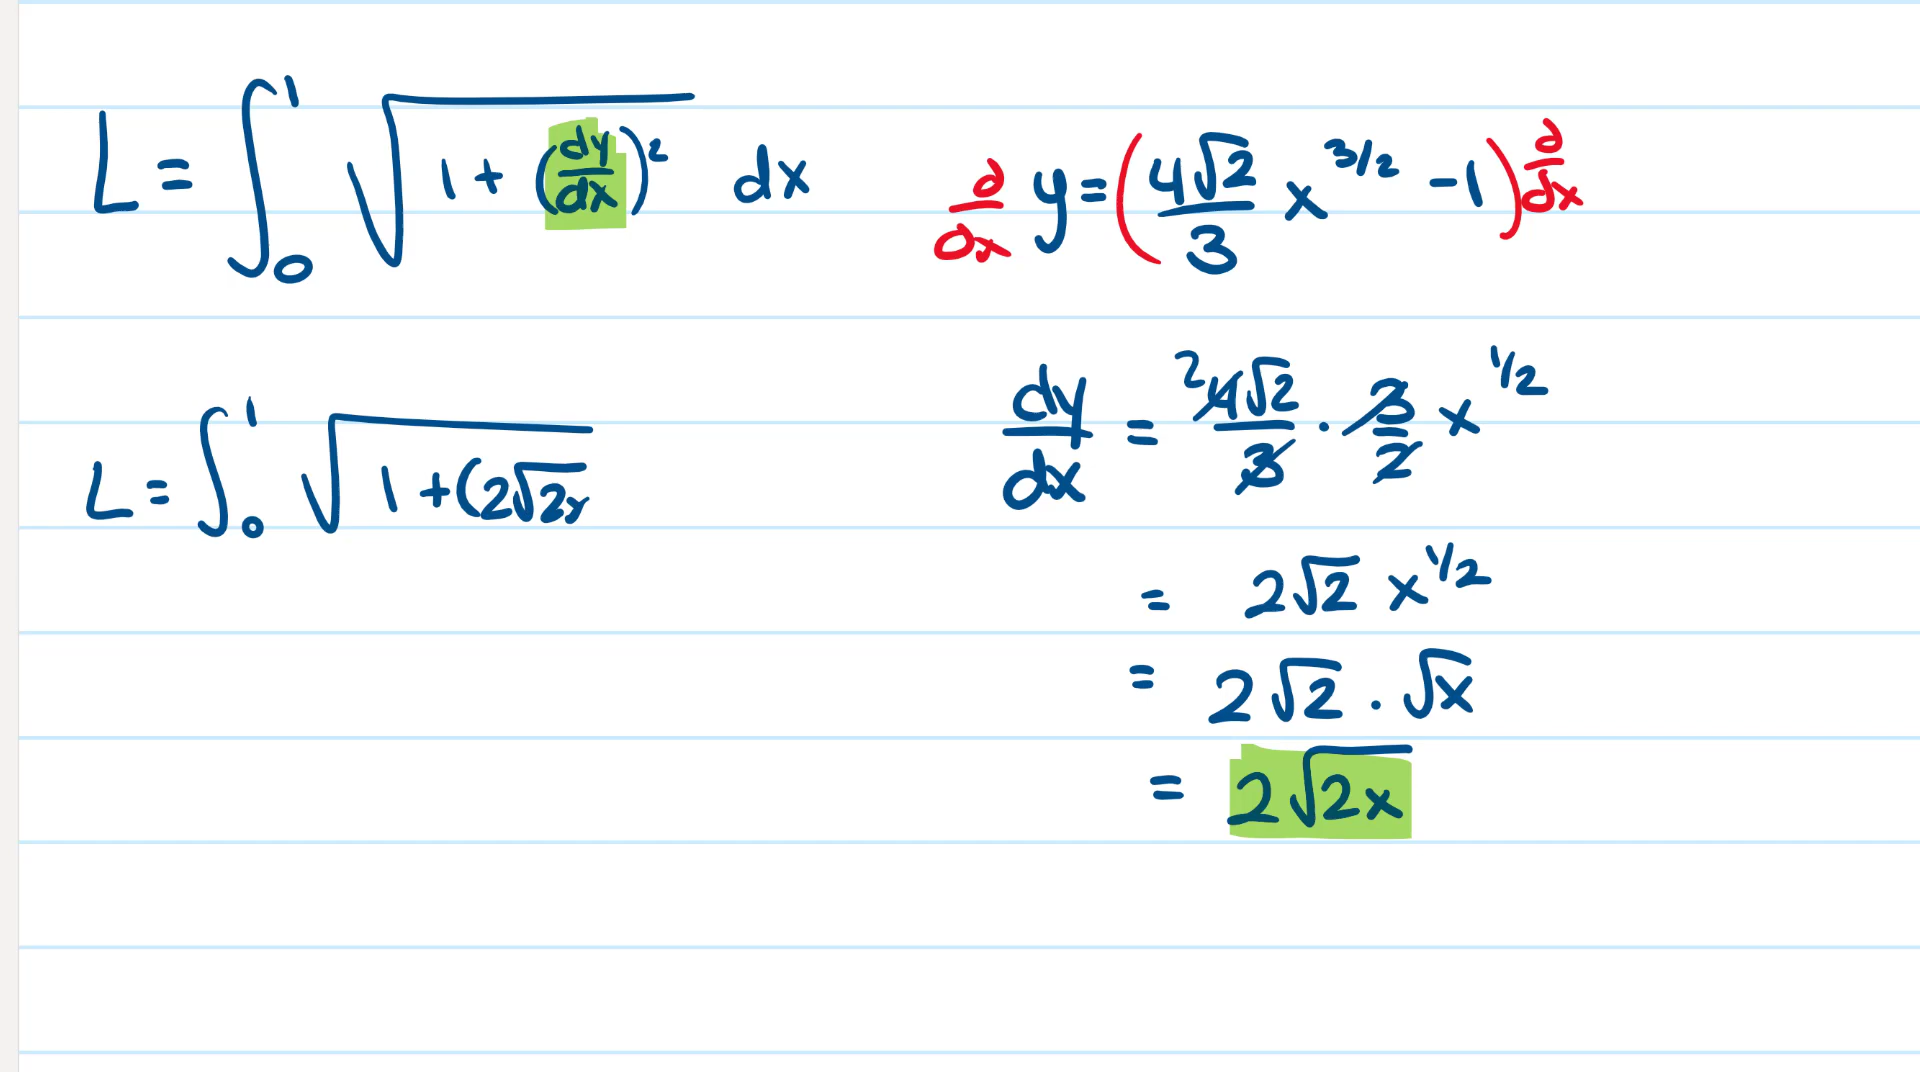 L = ∫₀¹ √(1 + (dy/dx)²) dx
d/dx y = (4√2/3 x^(3/2) - 1) d/dx
dy/dx = ²4√2/3 · 3/2 x^(1/2)
L = ∫₀¹ √(1 + (2√2x
= 2√2 x^(1/2)
= 2√2 · √x
= 2√2x